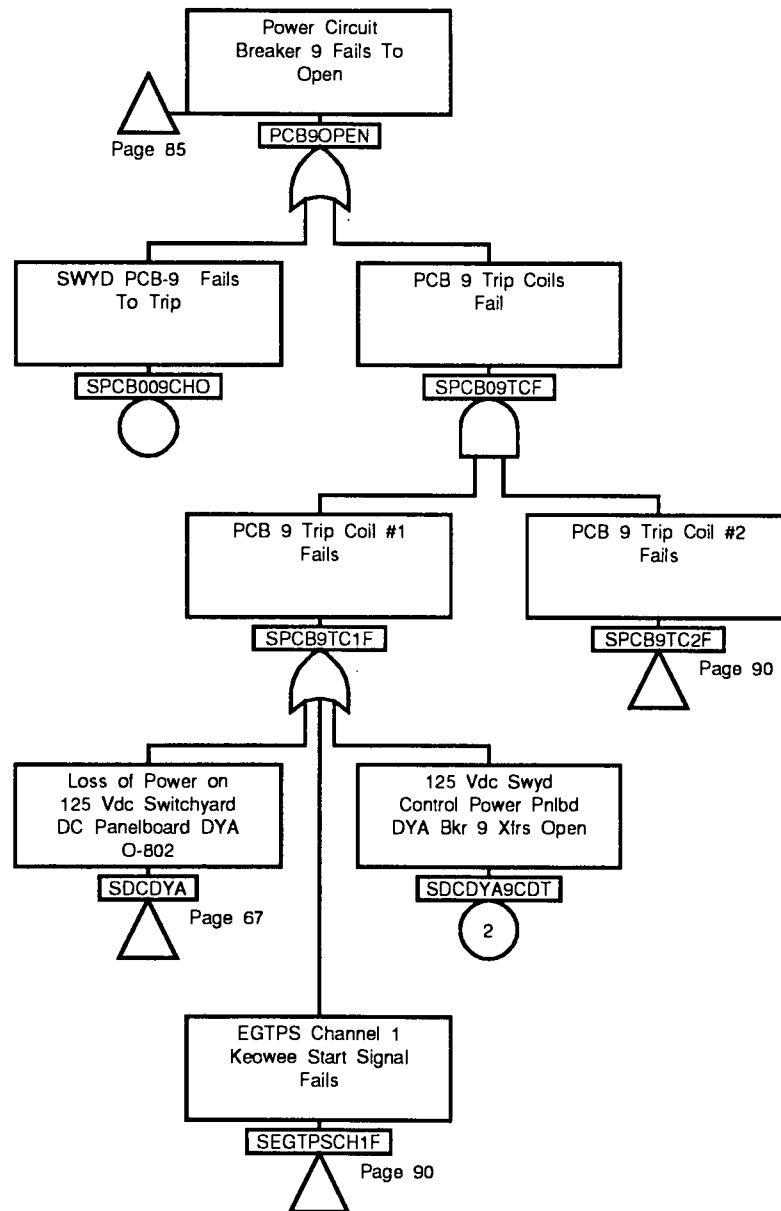 Power Circuit
Breaker 9 Fails To
Open
Page 85
PCB9OPEN
SWYD PCB-9 Fails
To Trip
PCB 9 Trip Coils
Fail
SPCB009CHO
SPCB09TCF
PCB 9 Trip Coil #1
Fails
PCB 9 Trip Coil #2
Fails
SPCB9TC1F
SPCB9TC2F
Page 90
Loss of Power on
125 Vdc Switchyard
DC Panelboard DYA
O-802
125 Vdc Swyd
Control Power Pnlbd
DYA Bkr 9 Xfrs Open
SDCDYA
Page 67
SDCDYA9CDT
2
EGTPS Channel 1
Keowee Start Signal
Fails
SEGTPSCH1F
Page 90